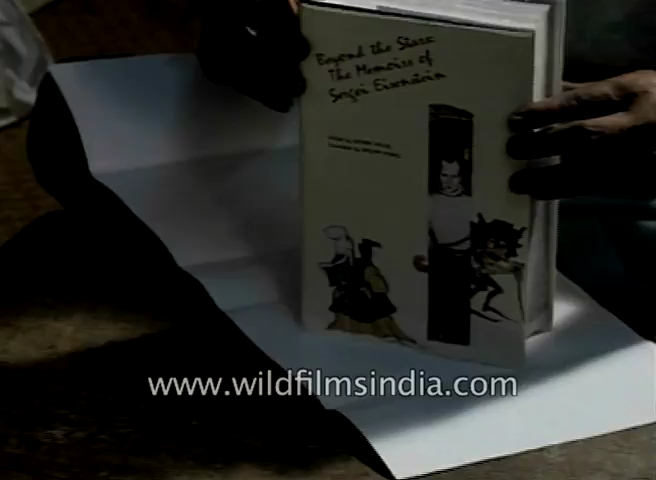 Beyond the Stars:
The Memoirs of
Sergei Eisenstein
www.wildfilmsindia.com